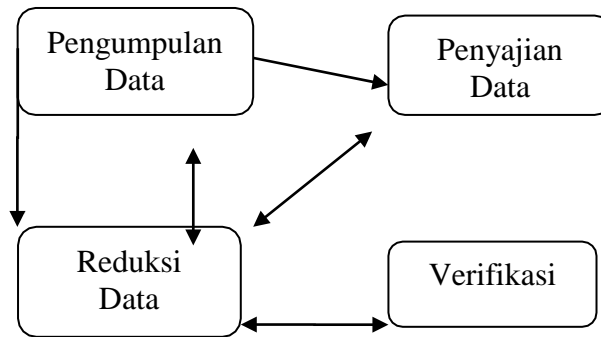 Pengumpulan
Data
Penyajian
Data
Reduksi
Data
Verifikasi